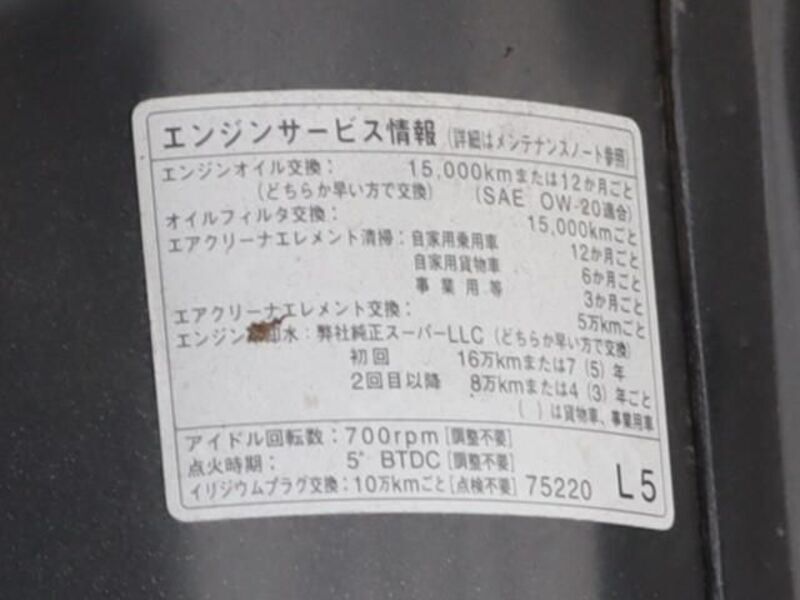 エンジンサービス情報 (詳細はメンテナンスノート参照)
エンジンオイル交換: 15,000kmまたは12か月ごと
(どちらか早い方で交換) (SAE 0W-20適合)
オイルフィルタ交換: 15,000kmごと
エアクリーナエレメント清掃: 自家用乗用車 12か月ごと
自家用貨物車 6か月ごと
事業用等 3か月ごと
エアクリーナエレメント交換: 5万kmごと
エンジン却水: 弊社純正スーパーLLC (どちらか早い方で交換)
初回 16万kmまたは7 (5) 年
2回目以降 8万kmまたは4 (3) 年ごと
( ) は貨物車、事業用車
アイドル回転数: 700rpm [調整不要]
点火時期: 5° BTDC [調整不要]
イリジウムプラグ交換: 10万kmごと [点検不要] 75220 L5